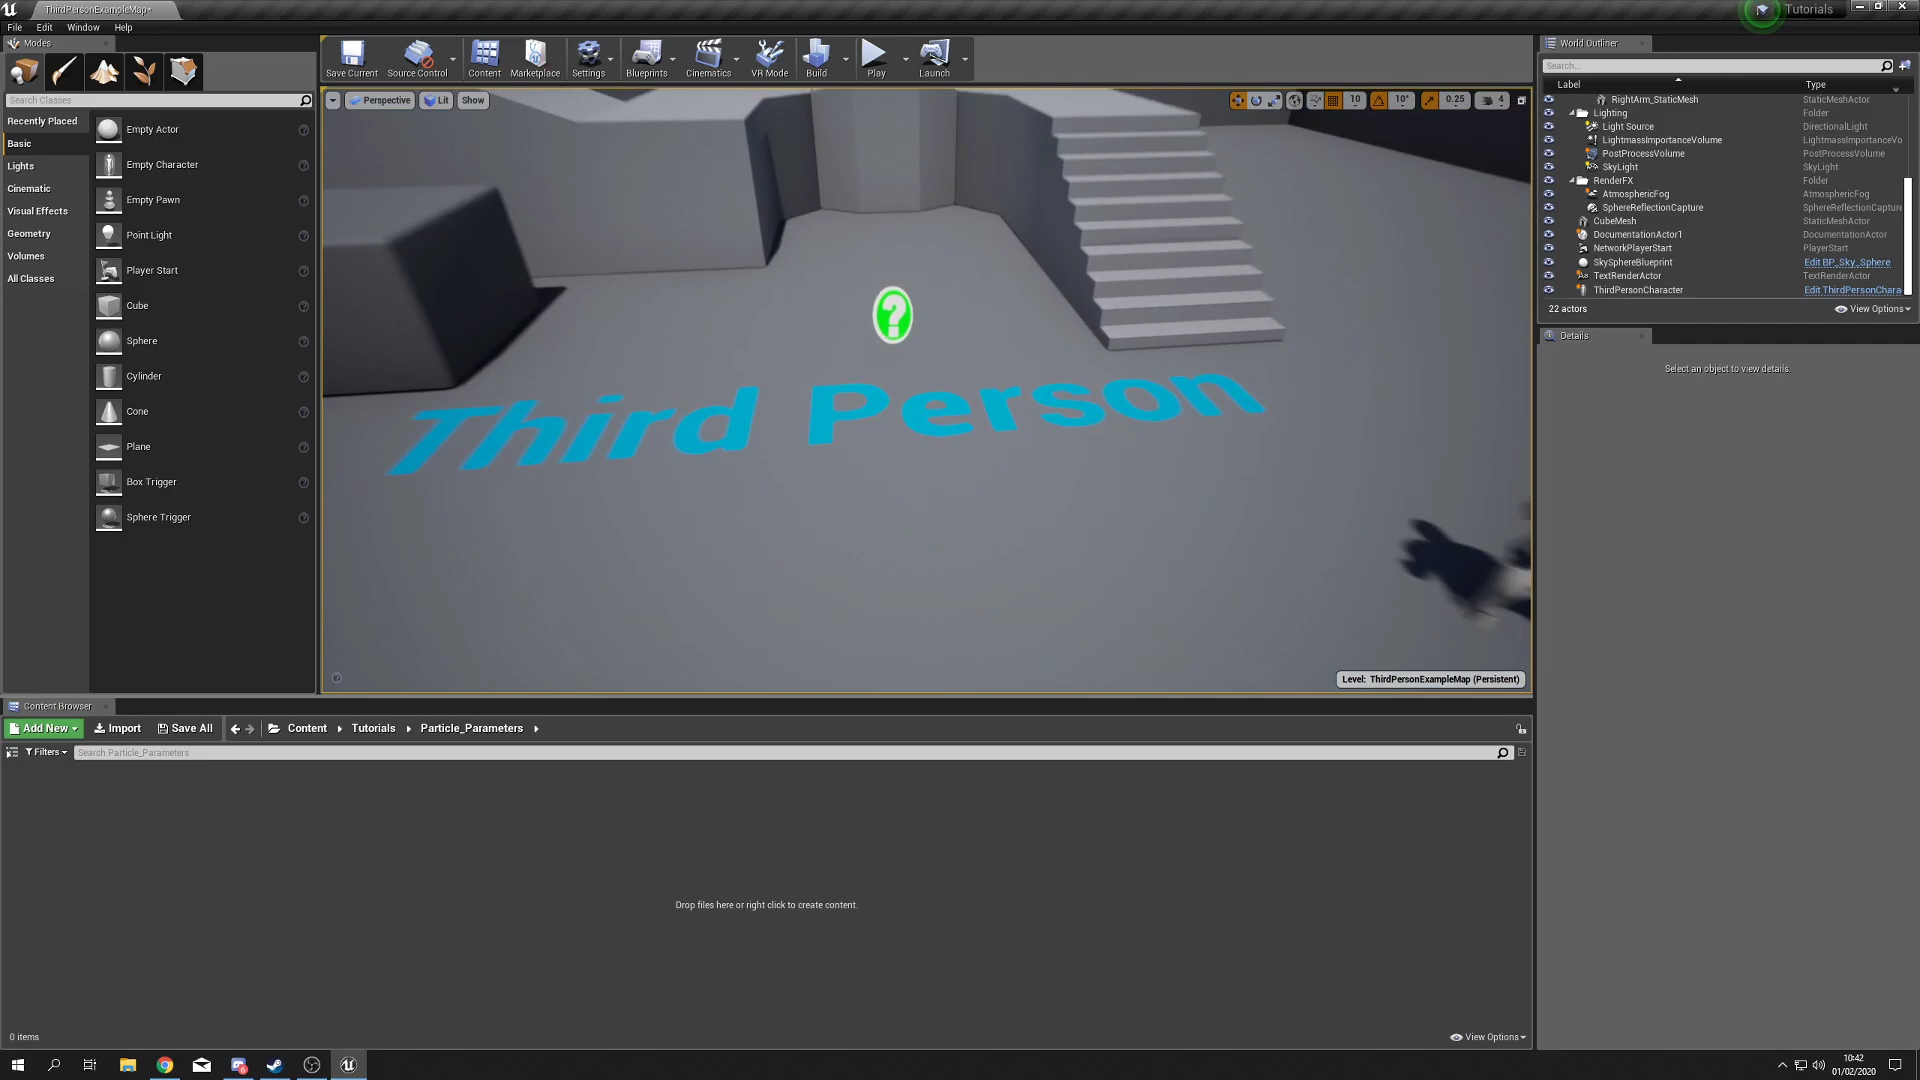 ThirdPersonExampleMap*
Tutorials
File Edit Window Help
Modes
Search Classes
Recently Placed
Basic
Lights
Cinematic
Visual Effects
Geometry
Volumes
All Classes
Empty Actor
Empty Character
Empty Pawn
Point Light
Player Start
Cube
Sphere
Cylinder
Cone
Plane
Box Trigger
Sphere Trigger
Save Current Source Control Content Marketplace Settings Blueprints Cinematics VR Mode Build Play Launch
Perspective Lit Show
10 10° 0.25 4
Third Person
Level: ThirdPersonExampleMap (Persistent)
World Outliner
Search...
Label Type
RightArm_StaticMesh StaticMeshActor
Lighting Folder
Light Source DirectionalLight
LightmassImportanceVolume LightmassImportanceVo
PostProcessVolume PostProcessVolume
SkyLight SkyLight
RenderFX Folder
AtmosphericFog AtmosphericFog
SphereReflectionCapture SphereReflectionCapture
CubeMesh StaticMeshActor
DocumentationActor1 DocumentationActor
NetworkPlayerStart PlayerStart
SkySphereBlueprint Edit BP_Sky_Sphere
TextRenderActor TextRenderActor
ThirdPersonCharacter Edit ThirdPersonChara
22 actors View Options
Details
Select an object to view details.
Content Browser
Add New Import Save All Content Tutorials Particle_Parameters
Filters Search Particle_Parameters
Drop files here or right click to create content.
0 items View Options
10:42
01/02/2020